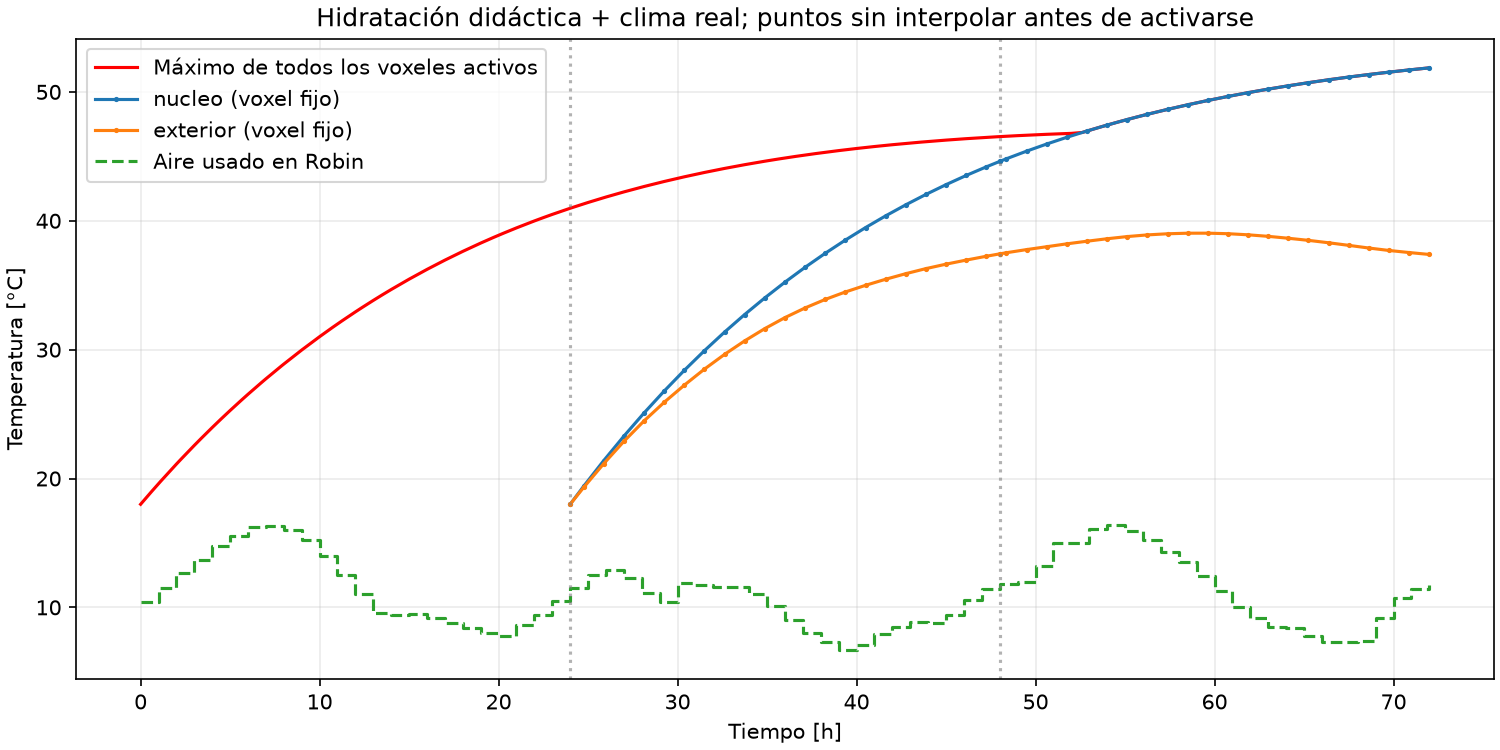 Hidratación didáctica + clima real; puntos sin interpolar antes de activarse
Máximo de todos los voxeles activos
nucleo (voxel fijo)
exterior (voxel fijo)
Aire usado en Robin
Temperatura [°C]
50
40
30
20
10
0 10 20 30 40 50 60 70
Tiempo [h]